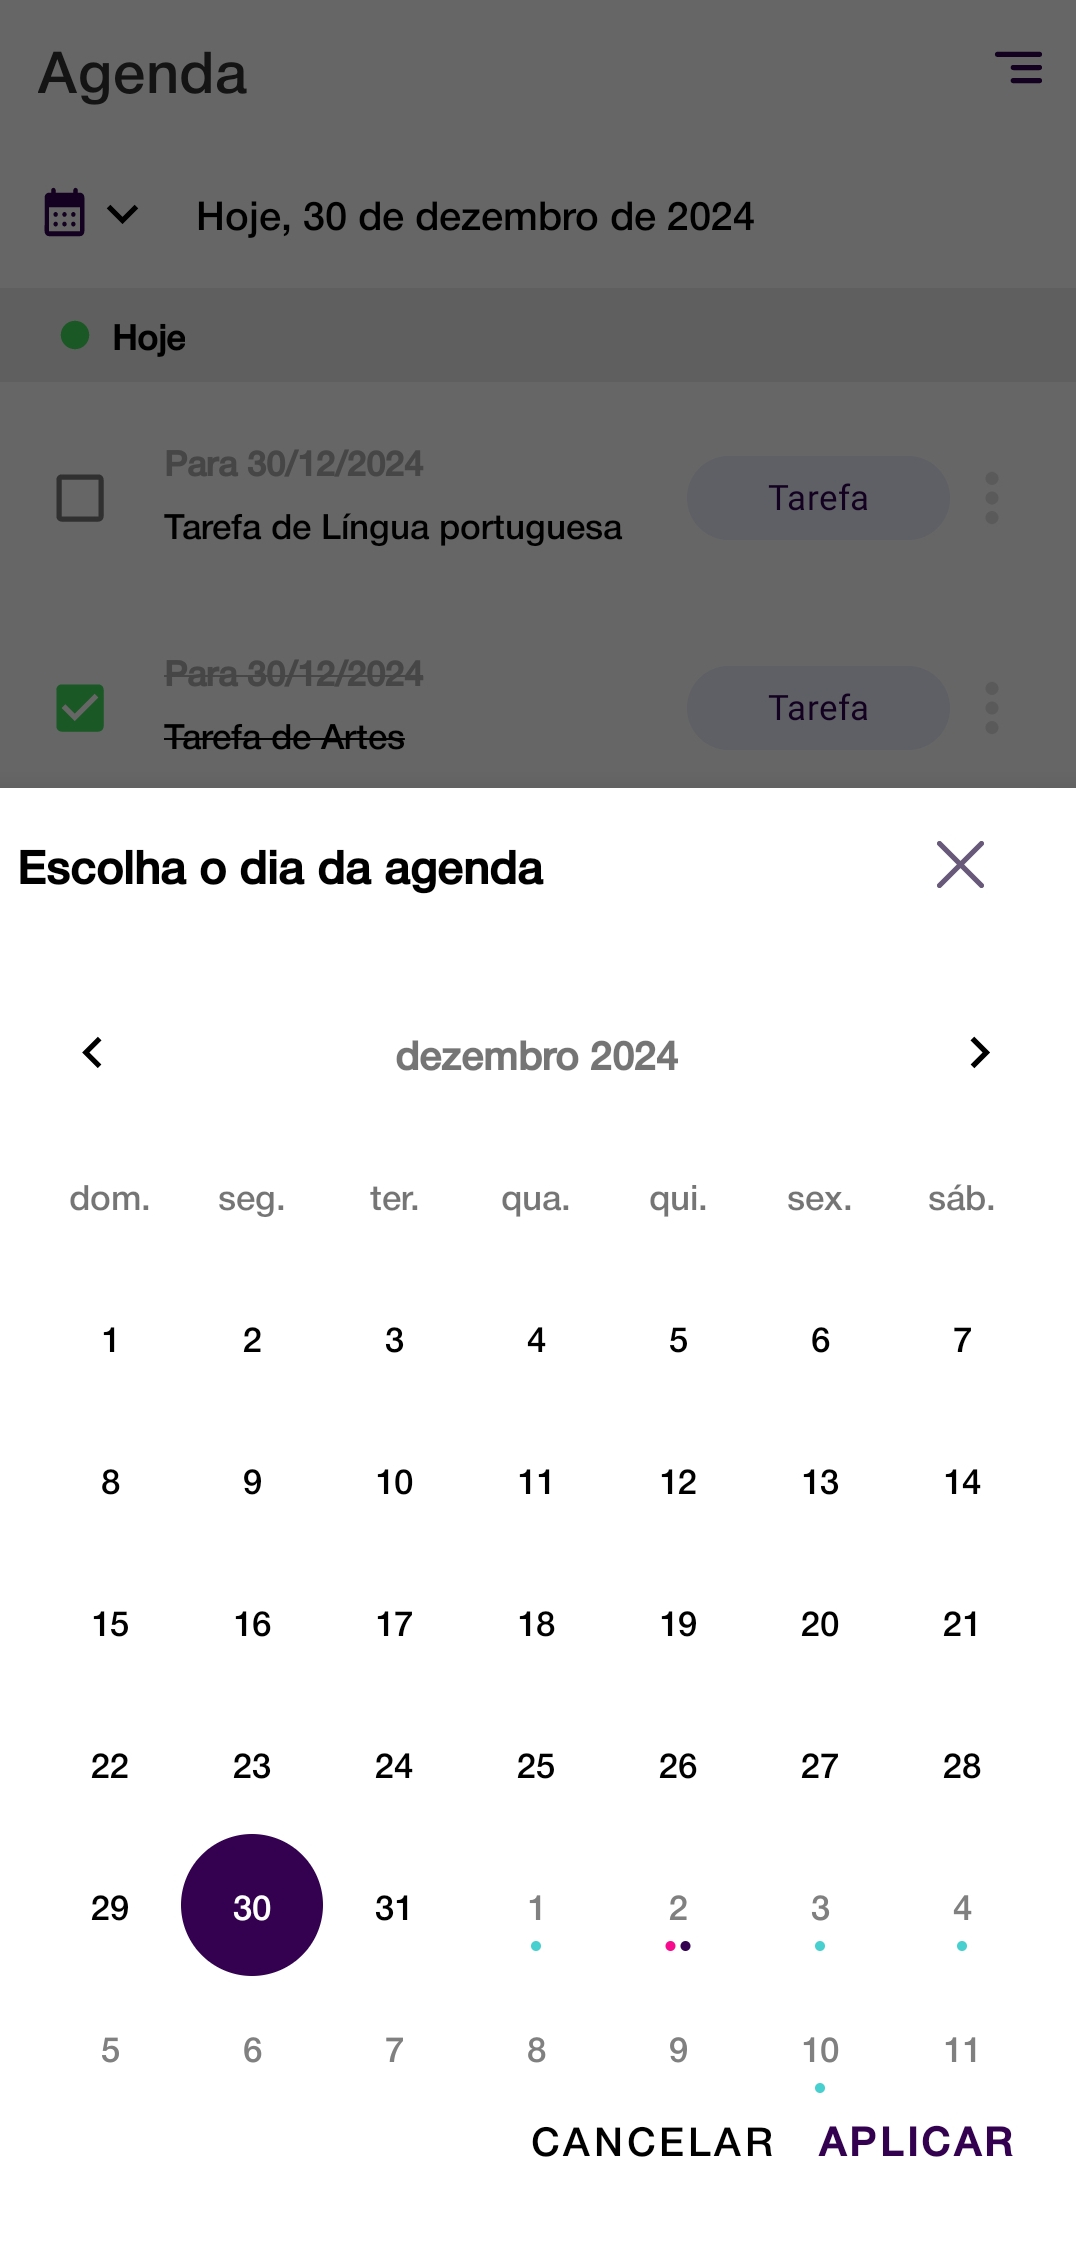 Agenda
Hoje, 30 de dezembro de 2024
Hoje
Para 30/12/2024
Tarefa de Língua portuguesa
Tarefa
Para 30/12/2024
Tarefa de Artes
Tarefa
Escolha o dia da agenda
dezembro 2024
dom. seg. ter. qua. qui. sex. sáb.
1 2 3 4 5 6 7
8 9 10 11 12 13 14
15 16 17 18 19 20 21
22 23 24 25 26 27 28
29 30 31 1 2 3 4
5 6 7 8 9 10 11
CANCELAR APLICAR